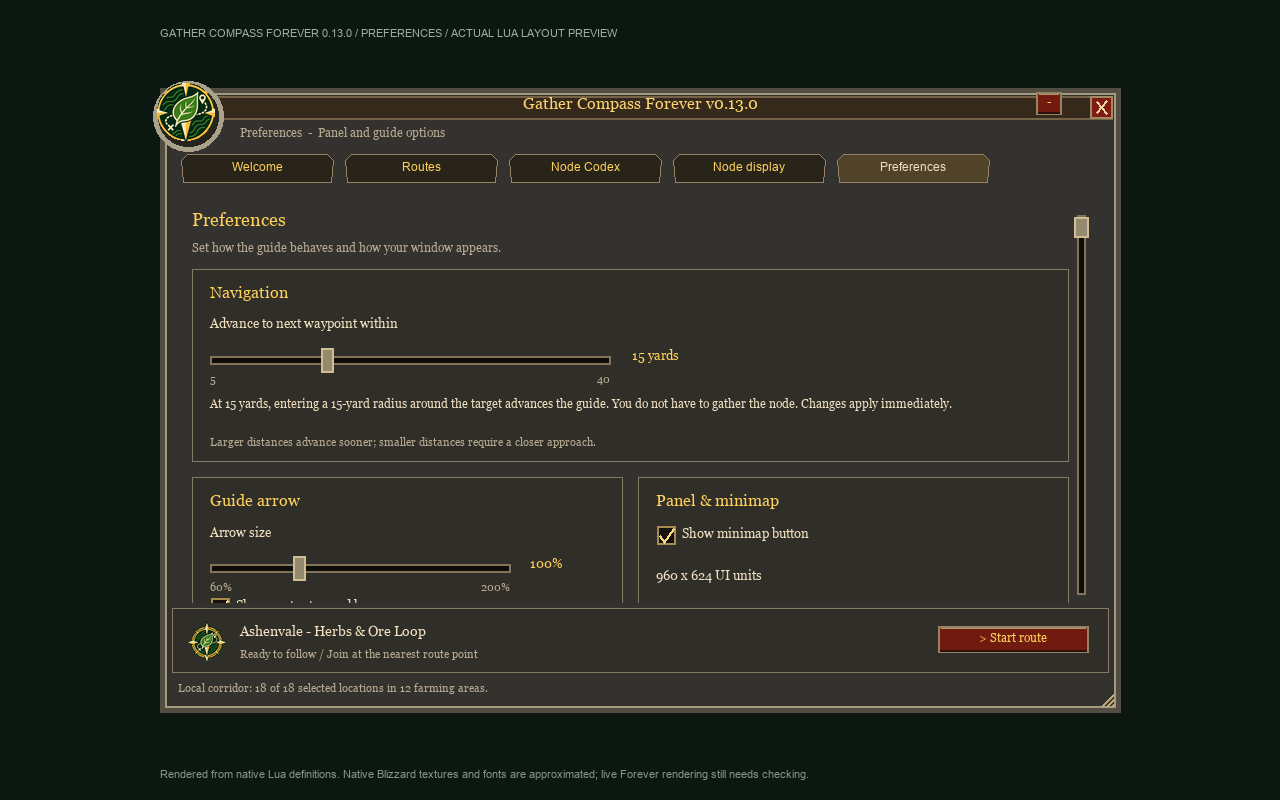 GATHER COMPASS FOREVER 0.13.0 / PREFERENCES / ACTUAL LUA LAYOUT PREVIEW
Gather Compass Forever v0.13.0
-
X
Preferences - Panel and guide options
Welcome
Routes
Node Codex
Node display
Preferences
Preferences
Set how the guide behaves and how your window appears.
Navigation
Advance to next waypoint within
15 yards
5
40
At 15 yards, entering a 15-yard radius around the target advances the guide. You do not have to gather the node. Changes apply immediately.
Larger distances advance sooner; smaller distances require a closer approach.
Guide arrow
Arrow size
100%
60%
200%
Panel & minimap
Show minimap button
960 x 624 UI units
Ashenvale - Herbs & Ore Loop
Ready to follow / Join at the nearest route point
> Start route
Local corridor: 18 of 18 selected locations in 12 farming areas.
Rendered from native Lua definitions. Native Blizzard textures and fonts are approximated; live Forever rendering still needs checking.